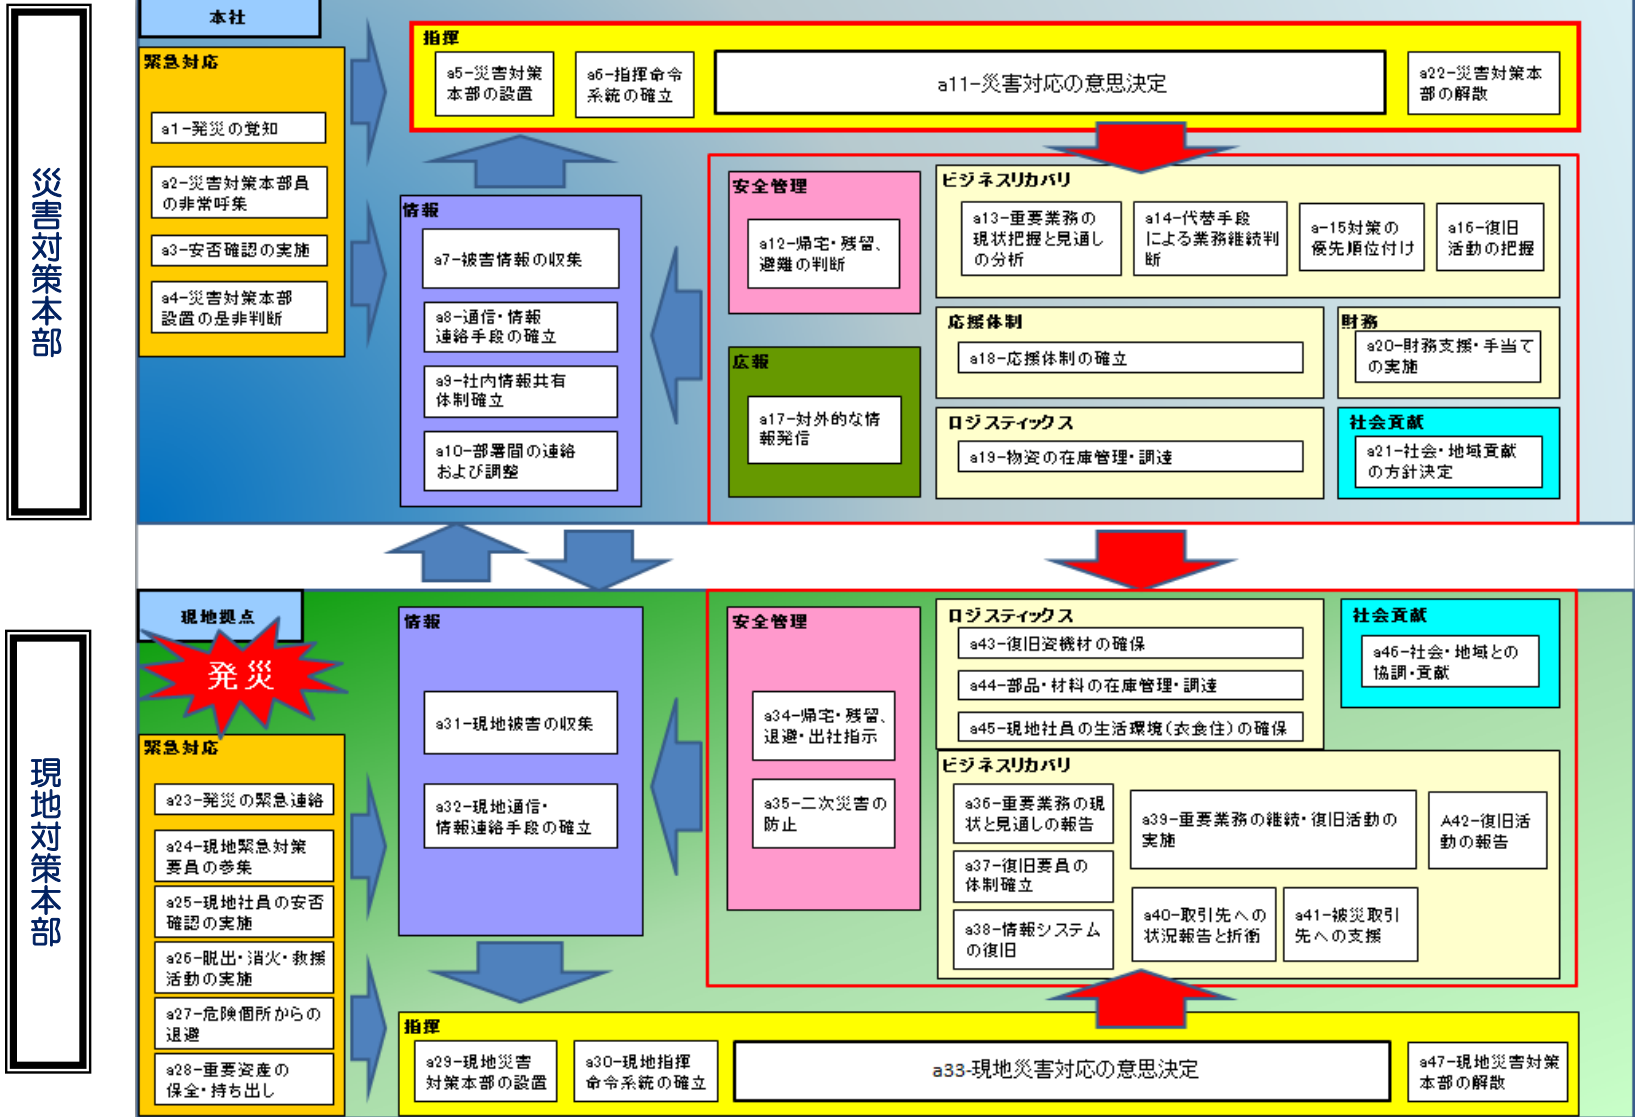 災害対策本部
本社
緊急対応
a1-発災の覚知
a2-災害対策本部員
の非常呼集
a3-安否確認の実施
a4-災害対策本部
設置の是非判断
指揮
a5-災害対策
本部の設置
a6-指揮命令
系統の確立
a11-災害対応の意思決定
a22-災害対策本
部の解散
情報
a7-被害情報の収集
a8-通信・情報
連絡手段の確立
a9-社内情報共有
体制確立
a10-部署間の連絡
および調整
安全管理
a12-帰宅・残留、
避難の判断
広報
a17-対外的な情
報発信
ビジネスリカバリ
a13-重要業務の
現状把握と見通し
の分析
a14-代替手段
による業務継続判
断
a-15対策の
優先順位付け
a16-復旧
活動の把握
応援体制
a18-応援体制の確立
財務
a20-財務支援・手当て
の実施
ロジスティックス
a19-物資の在庫管理・調達
社会貢献
a21-社会・地域貢献
の方針決定
現地対策本部
現地拠点
発災
緊急対応
a23-発災の緊急連絡
a24-現地緊急対策
要員の参集
a25-現地社員の安否
確認の実施
a26-脱出・消火・救援
活動の実施
a27-危険個所からの
退避
a28-重要資産の
保全・持ち出し
情報
a31-現地被害の収集
a32-現地通信・
情報連絡手段の確立
安全管理
a34-帰宅・残留、
退避・出社指示
a35-二次災害の
防止
ロジスティックス
a43-復旧資機材の確保
a44-部品・材料の在庫管理・調達
a45-現地社員の生活環境(衣食住)の確保
社会貢献
a46-社会・地域との
協調・貢献
ビジネスリカバリ
a36-重要業務の現
状と見通しの報告
a37-復旧要員の
体制確立
a38-情報システム
の復旧
a39-重要業務の継続・復旧活動の
実施
a40-取引先への
状況報告と折衝
a41-被災取引
先への支援
A42-復旧活
動の報告
指揮
a29-現地災害
対策本部の設置
a30-現地指揮
命令系統の確立
a33-現地災害対応の意思決定
a47-現地災害対策
本部の解散